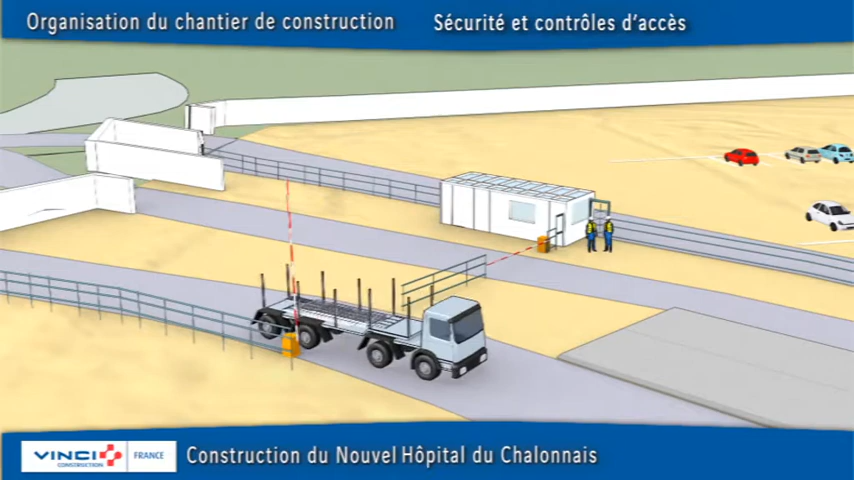 Organisation du chantier de construction
Sécurité et contrôles d'accès
VINCI
CONSTRUCTION
FRANCE
Construction du Nouvel Hôpital du Chalonnais